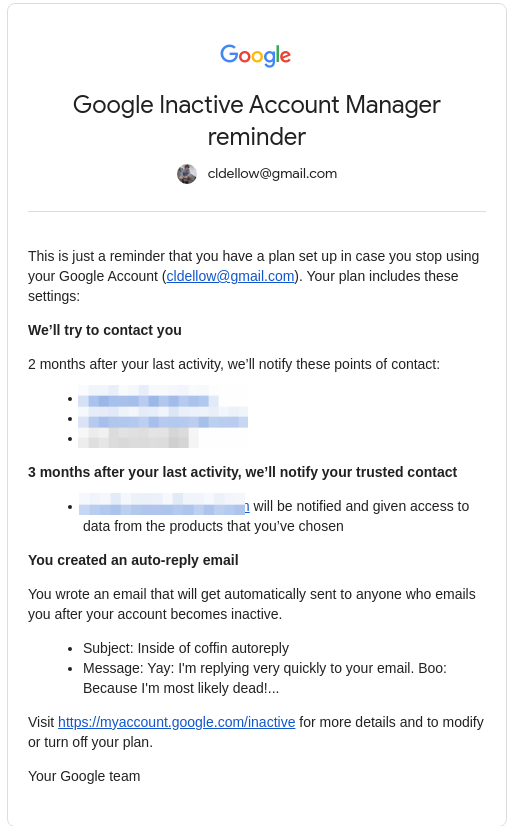 Google
Google Inactive Account Manager
reminder
cldellow@gmail.com
This is just a reminder that you have a plan set up in case you stop using
your Google Account (cldellow@gmail.com). Your plan includes these
settings:
We’ll try to contact you
2 months after your last activity, we’ll notify these points of contact:
3 months after your last activity, we’ll notify your trusted contact
will be notified and given access to
data from the products that you’ve chosen
You created an auto-reply email
You wrote an email that will get automatically sent to anyone who emails
you after your account becomes inactive.
• Subject: Inside of coffin autoreply
• Message: Yay: I'm replying very quickly to your email. Boo:
Because I'm most likely dead!...
Visit https://myaccount.google.com/inactive for more details and to modify
or turn off your plan.
Your Google team